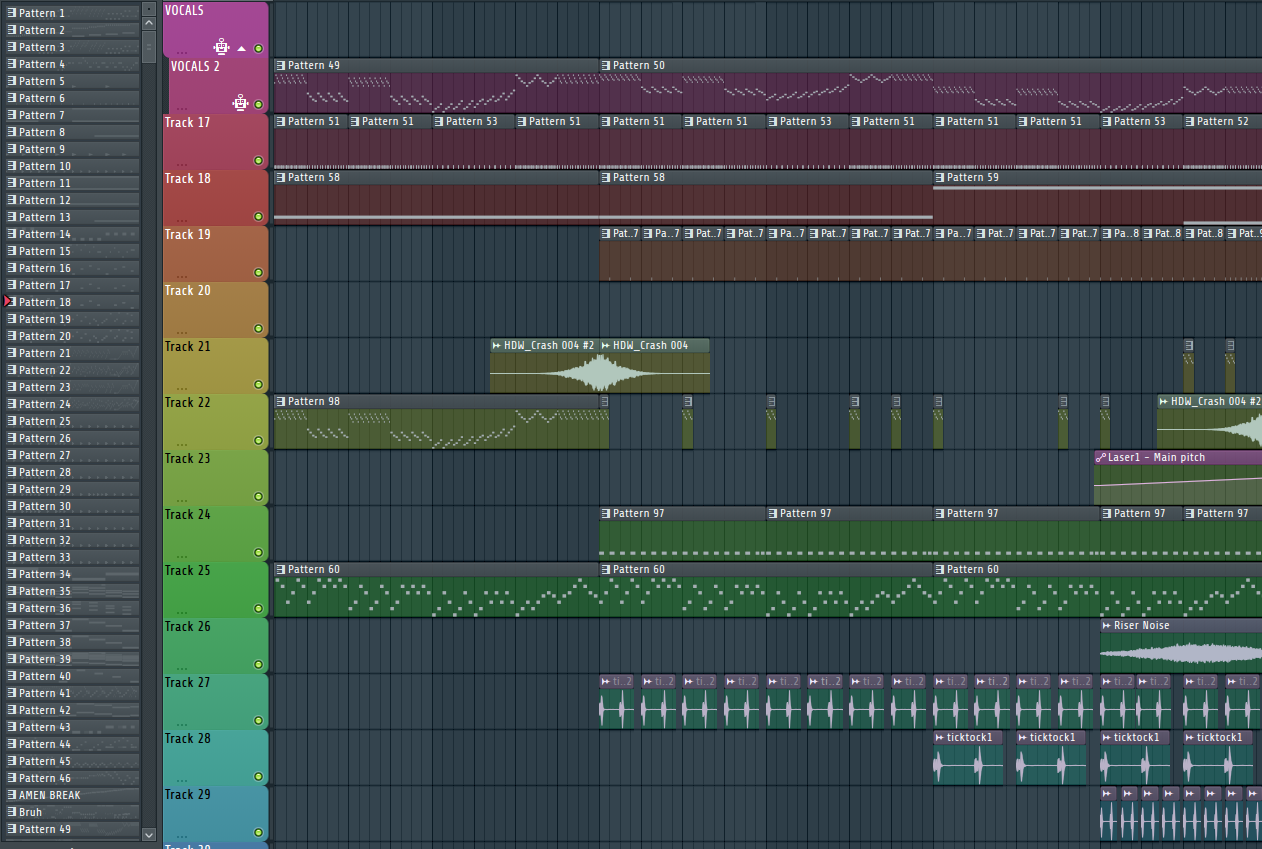 Pattern 1
Pattern 2
Pattern 3
Pattern 4
Pattern 5
Pattern 6
Pattern 7
Pattern 8
Pattern 9
Pattern 10
Pattern 11
Pattern 12
Pattern 13
Pattern 14
Pattern 15
Pattern 16
Pattern 17
Pattern 18
Pattern 19
Pattern 20
Pattern 21
Pattern 22
Pattern 23
Pattern 24
Pattern 25
Pattern 26
Pattern 27
Pattern 28
Pattern 29
Pattern 30
Pattern 31
Pattern 32
Pattern 33
Pattern 34
Pattern 35
Pattern 36
Pattern 37
Pattern 38
Pattern 39
Pattern 40
Pattern 41
Pattern 42
Pattern 43
Pattern 44
Pattern 45
Pattern 46
AMEN BREAK
Bruh
Pattern 49
VOCALS
VOCALS 2
Pattern 49 Pattern 50
Track 17
Pattern 51 Pattern 51 Pattern 53 Pattern 51 Pattern 51 Pattern 51 Pattern 53 Pattern 51 Pattern 51 Pattern 51 Pattern 53 Pattern 52
Track 18
Pattern 58 Pattern 58 Pattern 59
Track 19
Pat..7 Pa..7 Pat..7 Pat..7 Pa..7 Pat..7 Pat..7 Pat..7 Pa..7 Pat..7 Pat..7 Pat..7 Pa..8 Pat..8 Pat..8 Pat..
Track 20
Track 21
HDW_Crash 004 #2 HDW_Crash 004
Track 22
Pattern 98 HDW_Crash 004 #2
Track 23
Laser1 - Main pitch
Track 24
Pattern 97 Pattern 97 Pattern 97 Pattern 97 Pattern 97
Track 25
Pattern 60 Pattern 60 Pattern 60
Track 26
Riser Noise
Track 27
ti..2 ti..2 ti..2 ti..2 ti..2 ti..2 ti..2 ti..2 ti..2 ti..2 ti..2 ti..2 ti..2 ti..2 ti..2 ti..2
Track 28
ticktock1 ticktock1 ticktock1 ticktock1
Track 29